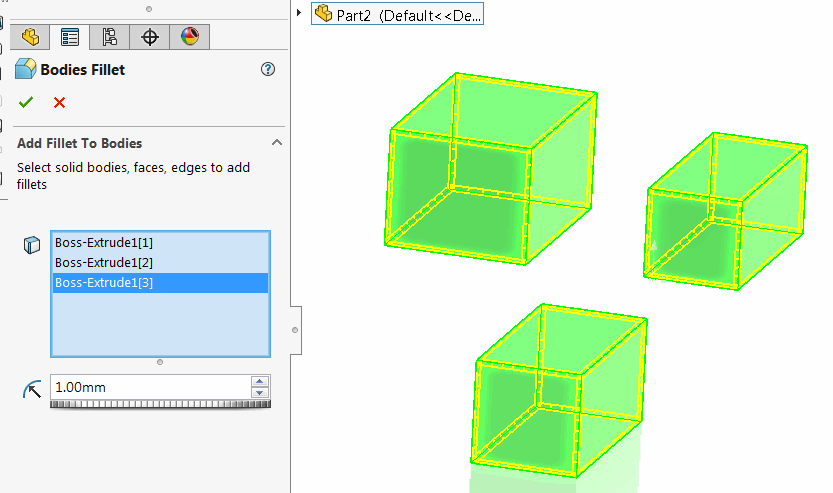 Part2 (Default<<De...
Bodies Fillet
Add Fillet To Bodies
Select solid bodies, faces, edges to add
fillets
Boss-Extrude1[1]
Boss-Extrude1[2]
Boss-Extrude1[3]
1.00mm